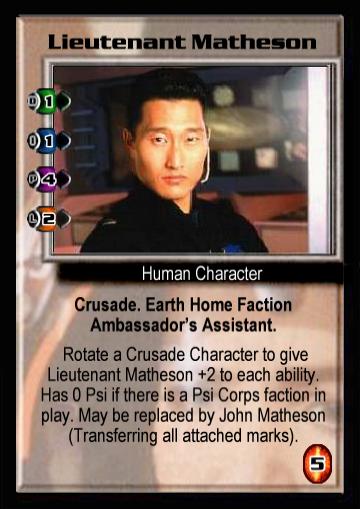 Lieutenant Matheson
D 1
I 1
P 4
L 2
Human Character
Crusade. Earth Home Faction
Ambassador's Assistant.
Rotate a Crusade Character to give
Lieutenant Matheson +2 to each ability.
Has 0 Psi if there is a Psi Corps faction in
play. May be replaced by John Matheson
(Transferring all attached marks).
5